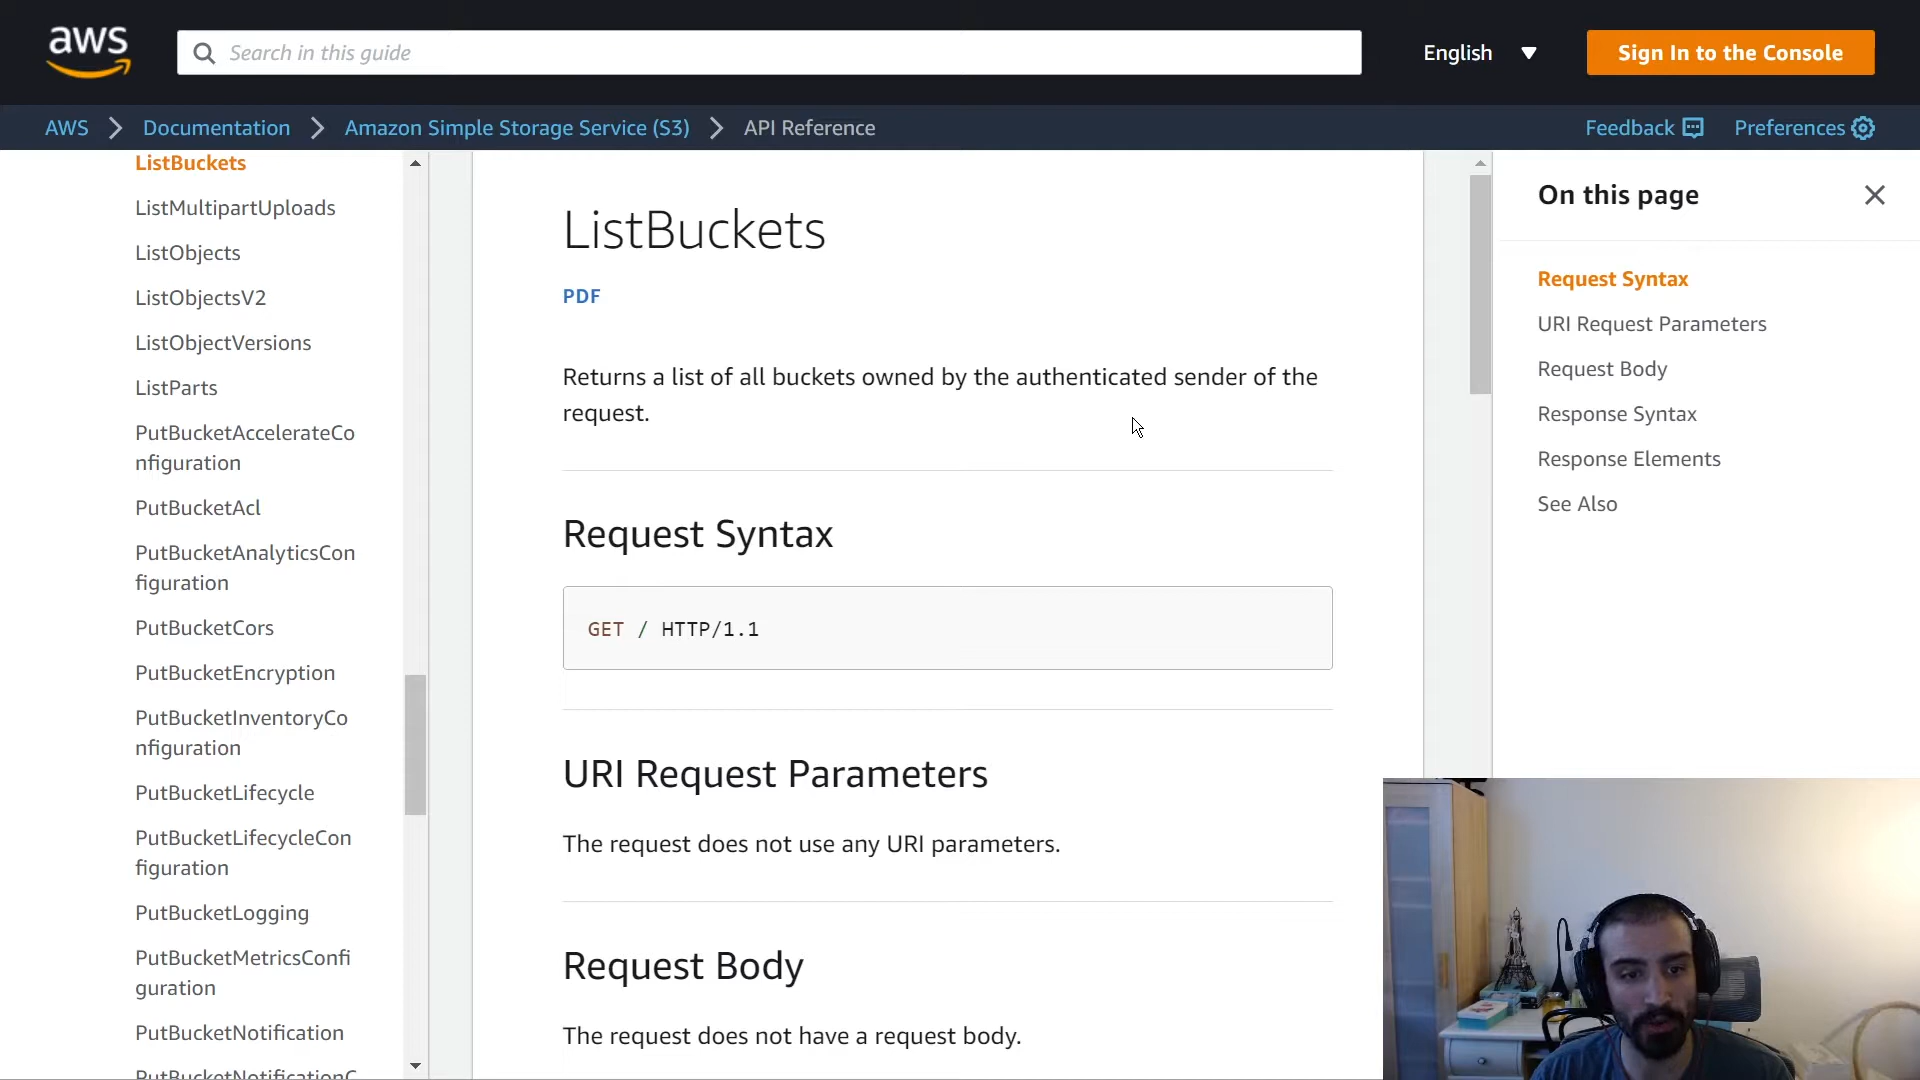 aws
Search in this guide
English
Sign In to the Console
AWS
Documentation
Amazon Simple Storage Service (S3)
API Reference
Feedback
Preferences
ListBuckets
ListMultipartUploads
ListObjects
ListObjectsV2
ListObjectVersions
ListParts
PutBucketAccelerateCo
nfiguration
PutBucketAcl
PutBucketAnalyticsCon
figuration
PutBucketCors
PutBucketEncryption
PutBucketInventoryCo
nfiguration
PutBucketLifecycle
PutBucketLifecycleCon
figuration
PutBucketLogging
PutBucketMetricsConfi
guration
PutBucketNotification
PutBucketNotificationC
ListBuckets
PDF
Returns a list of all buckets owned by the authenticated sender of the
request.
Request Syntax
GET / HTTP/1.1
URI Request Parameters
The request does not use any URI parameters.
Request Body
The request does not have a request body.
On this page
Request Syntax
URI Request Parameters
Request Body
Response Syntax
Response Elements
See Also